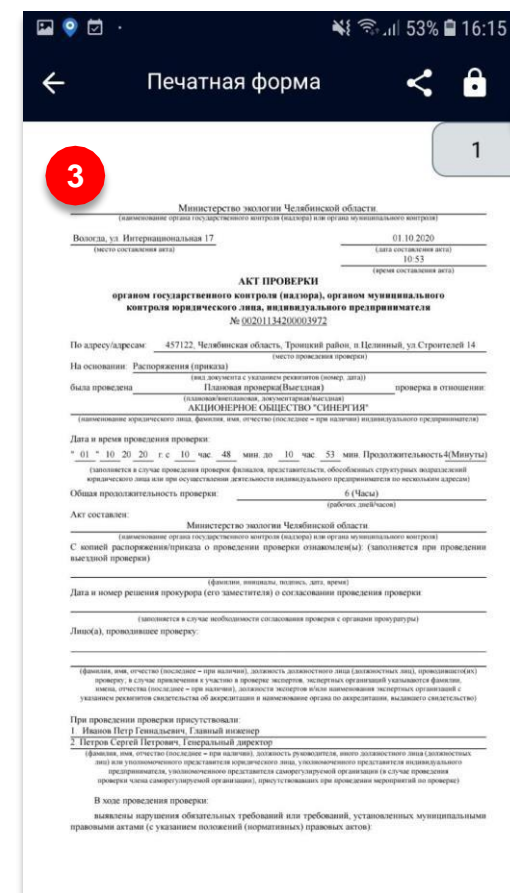 53% 16:15
Печатная форма
1
3
Министерство экологии Челябинской области
(наименование органа государственного контроля (надзора) или органа муниципального контроля)
Вологда, ул Интернациональная 17 01.10.2020
(место составления акта) (дата составления акта)
10:53
(время составления акта)
АКТ ПРОВЕРКИ
органом государственного контроля (надзора), органом муниципального
контроля юридического лица, индивидуального предпринимателя
№ 00201134200003972
По адресу/адресам: 457122, Челябинская область, Троицкий район, п.Целинный, ул.Строителей 14
(место проведения проверки)
На основании: Распоряжения (приказа)
(вид документа с указанием реквизитов (номер, дата))
была проведена Плановая проверка(Выездная) проверка в отношении:
(плановая/внеплановая, документарная/выездная)
АКЦИОНЕРНОЕ ОБЩЕСТВО "СИНЕРГИЯ"
(наименование юридического лица, фамилия, имя, отчество (последнее – при наличии) индивидуального предпринимателя)
Дата и время проведения проверки:
" 01 " 10 20 20 г. с 10 час. 48 мин. до 10 час. 53 мин. Продолжительность4(Минуты)
(заполняется в случае проведения проверок филиалов, представительств, обособленных структурных подразделений
юридического лица или при осуществлении деятельности индивидуального предпринимателя по нескольким адресам)
Общая продолжительность проверки: 6 (Часы)
(рабочих дней/часов)
Акт составлен:
Министерство экологии Челябинской области
(наименование органа государственного контроля (надзора) или органа муниципального контроля)
С копией распоряжения/приказа о проведении проверки ознакомлен(ы): (заполняется при проведении
выездной проверки)
(фамилии, инициалы, подпись, дата, время)
Дата и номер решения прокурора (его заместителя) о согласовании проведения проверки:
(заполняется в случае необходимости согласования проверки с органами прокуратуры)
Лицо(а), проводившее проверку:
(фамилия, имя, отчество (последнее – при наличии), должность должностного лица (должностных лиц), проводившего(их)
проверку; в случае привлечения к участию в проверке экспертов, экспертных организаций указываются фамилии,
имена, отчества (последнее – при наличии), должности экспертов и/или наименования экспертных организаций с
указанием реквизитов свидетельства об аккредитации и наименование органа по аккредитации, выдавшего свидетельство)
При проведении проверки присутствовали:
1. Иванов Петр Геннадьевич, Главный инженер
2. Петров Сергей Петрович, Генеральный директор
(фамилия, имя, отчество (последнее – при наличии), должность руководителя, иного должностного лица (должностных
лиц) или уполномоченного представителя юридического лица, уполномоченного представителя индивидуального
предпринимателя, уполномоченного представителя саморегулируемой организации (в случае проведения
проверки члена саморегулируемой организации), присутствовавших при проведении мероприятий по проверке)
В ходе проведения проверки:
выявлены нарушения обязательных требований или требований, установленных муниципальными
правовыми актами (с указанием положений (нормативных) правовых актов):